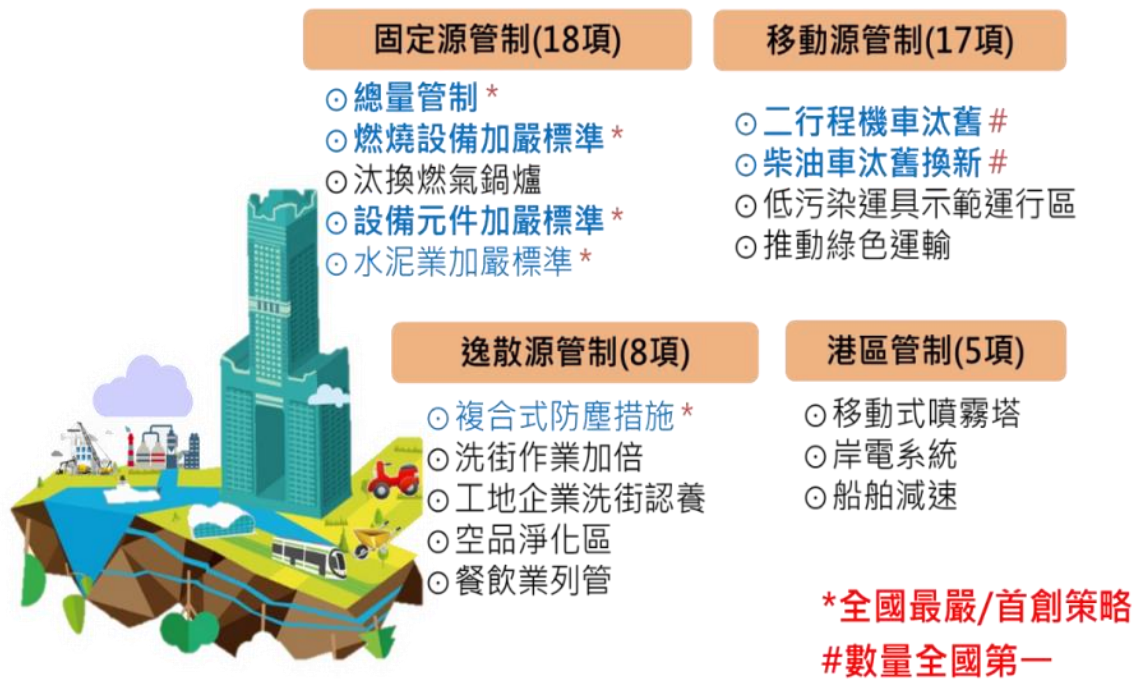 固定源管制(18項)
⊙總量管制*
⊙燃燒設備加嚴標準*
⊙汰換燃氣鍋爐
⊙設備元件加嚴標準*
⊙水泥業加嚴標準*
移動源管制(17項)
⊙二行程機車汰舊#
⊙柴油車汰舊換新#
⊙低污染運具示範運行區
⊙推動綠色運輸
逸散源管制(8項)
⊙複合式防塵措施*
⊙洗街作業加倍
⊙工地企業洗街認養
⊙空品淨化區
⊙餐飲業列管
港區管制(5項)
⊙移動式噴霧塔
⊙岸電系統
⊙船舶減速
*全國最嚴/首創策略
#數量全國第一